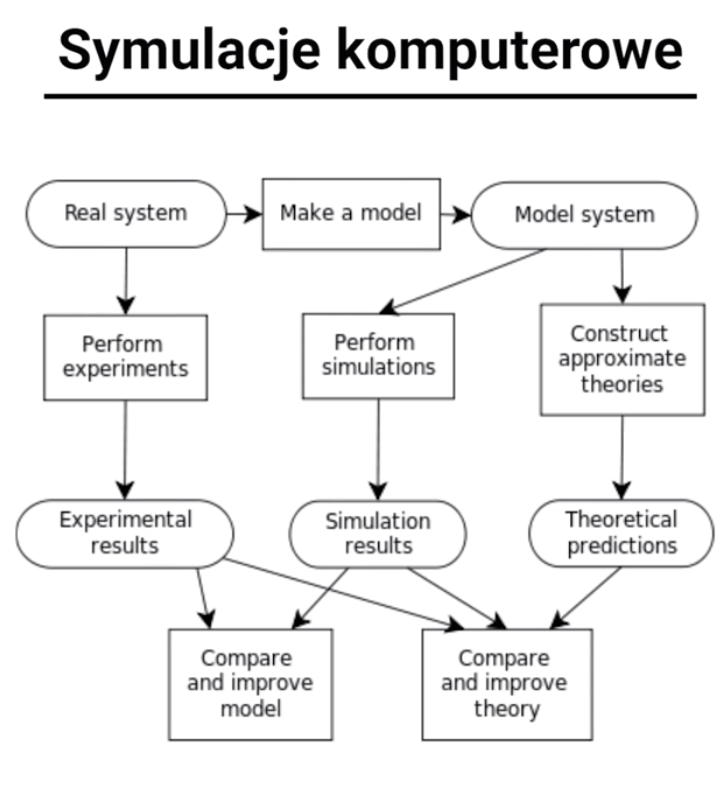 Symulacje komputerowe
Real system
Make a model
Model system
Perform
experiments
Perform
simulations
Construct
approximate
theories
Experimental
results
Simulation
results
Theoretical
predictions
Compare
and improve
model
Compare
and improve
theory